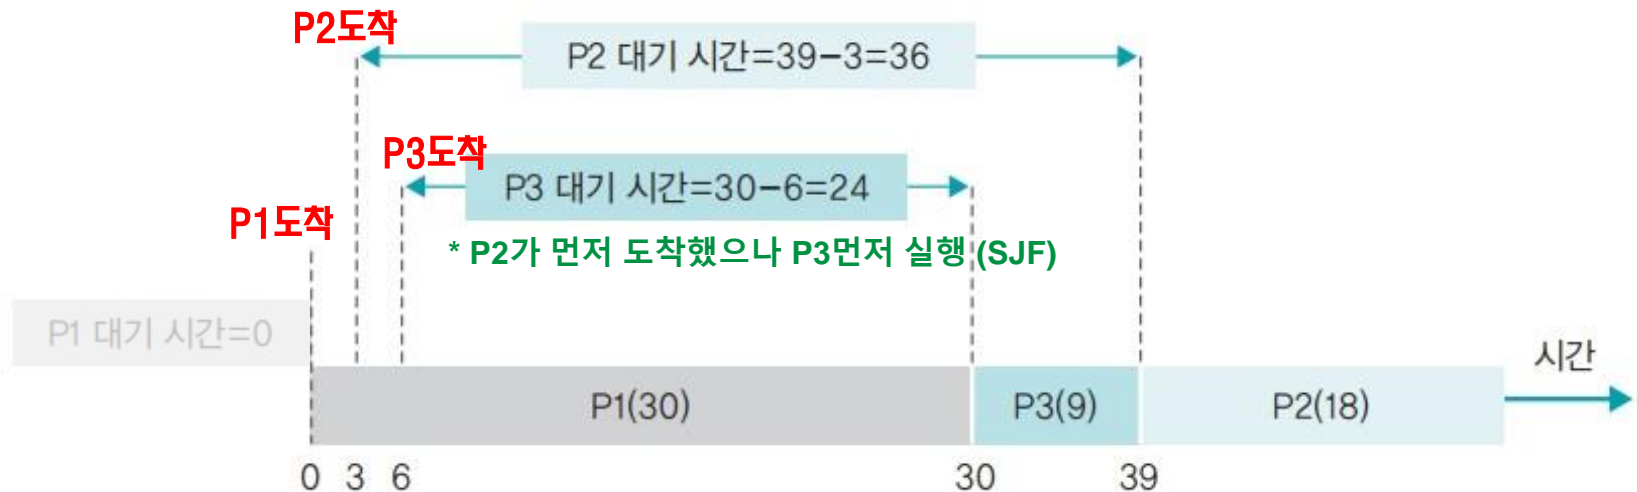 P2도착
P2 대기 시간=39-3=36
P3도착
P3 대기 시간=30-6=24
P1도착
* P2가 먼저 도착했으나 P3먼저 실행 (SJF)
P1 대기 시간=0
시간
P1(30)
P3(9)
P2(18)
0 3 6 30 39